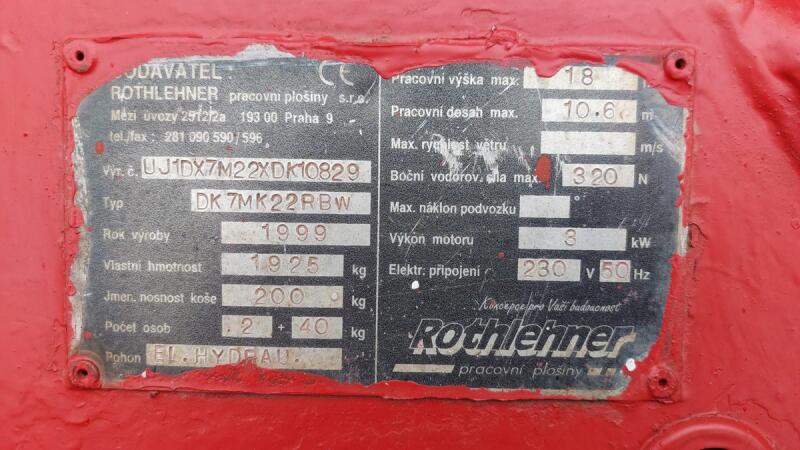 DODAVATEL: CE
ROTHLEHNER pracovní plošiny s.r.o.
Mezi úvozy 2512/2a 193 00 Praha 9
tel./fax: 281 090 590/596
Výr. č. UJ1DX7M22XDK10829
Typ DK7MK22RBW
Rok výroby 1999
Vlastní hmotnost 1925 kg
Jmen. nosnost koše 200 kg
Počet osob 2 + 40 kg
Pohon EL. HYDRAU.
Pracovní výška max. 18
Pracovní dosah max. 10.6 m
Max. rychlost větru m/s
Boční vodorov. síla max. 320 N
Max. náklon podvozku °
Výkon motoru 3 kW
Elektr. připojení 230 V 50 Hz
Koncepce pro Vaši budoucnost
Rothlehner
pracovní plošiny